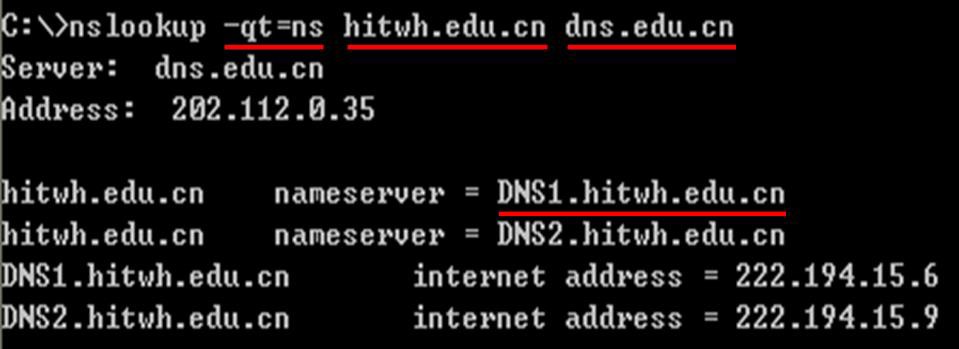 C:\>nslookup -qt=ns hitwh.edu.cn dns.edu.cn
Server: dns.edu.cn
Address: 202.112.0.35
hitwh.edu.cn nameserver = DNS1.hitwh.edu.cn
hitwh.edu.cn nameserver = DNS2.hitwh.edu.cn
DNS1.hitwh.edu.cn internet address = 222.194.15.6
DNS2.hitwh.edu.cn internet address = 222.194.15.9